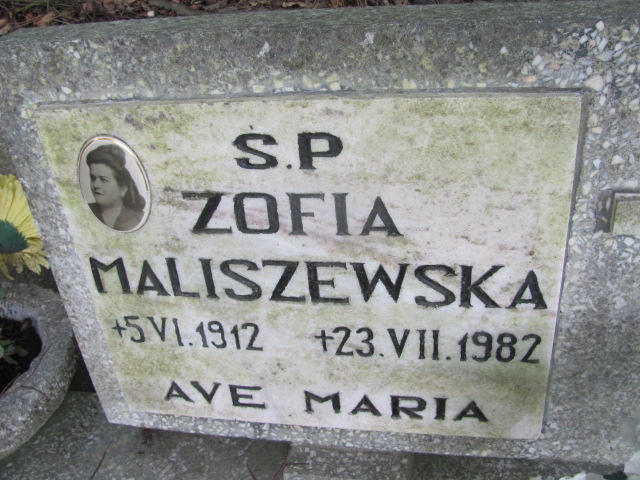 Ś.P
ZOFIA
MALISZEWSKA
+5 VI.1912 +23.VII.1982
AVE MARIA